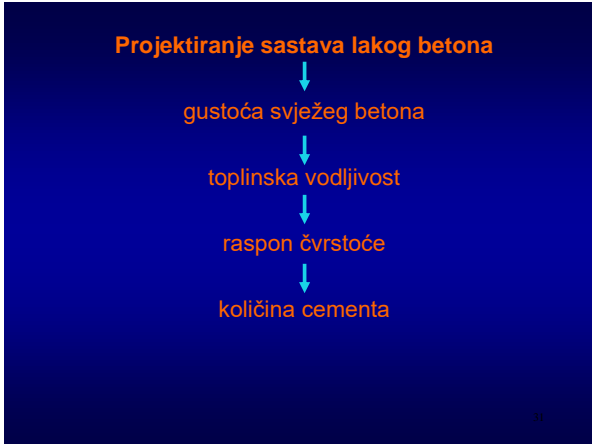 Projektiranje sastava lakog betona
gustoća svježeg betona
toplinska vodljivost
raspon čvrstoće
količina cementa